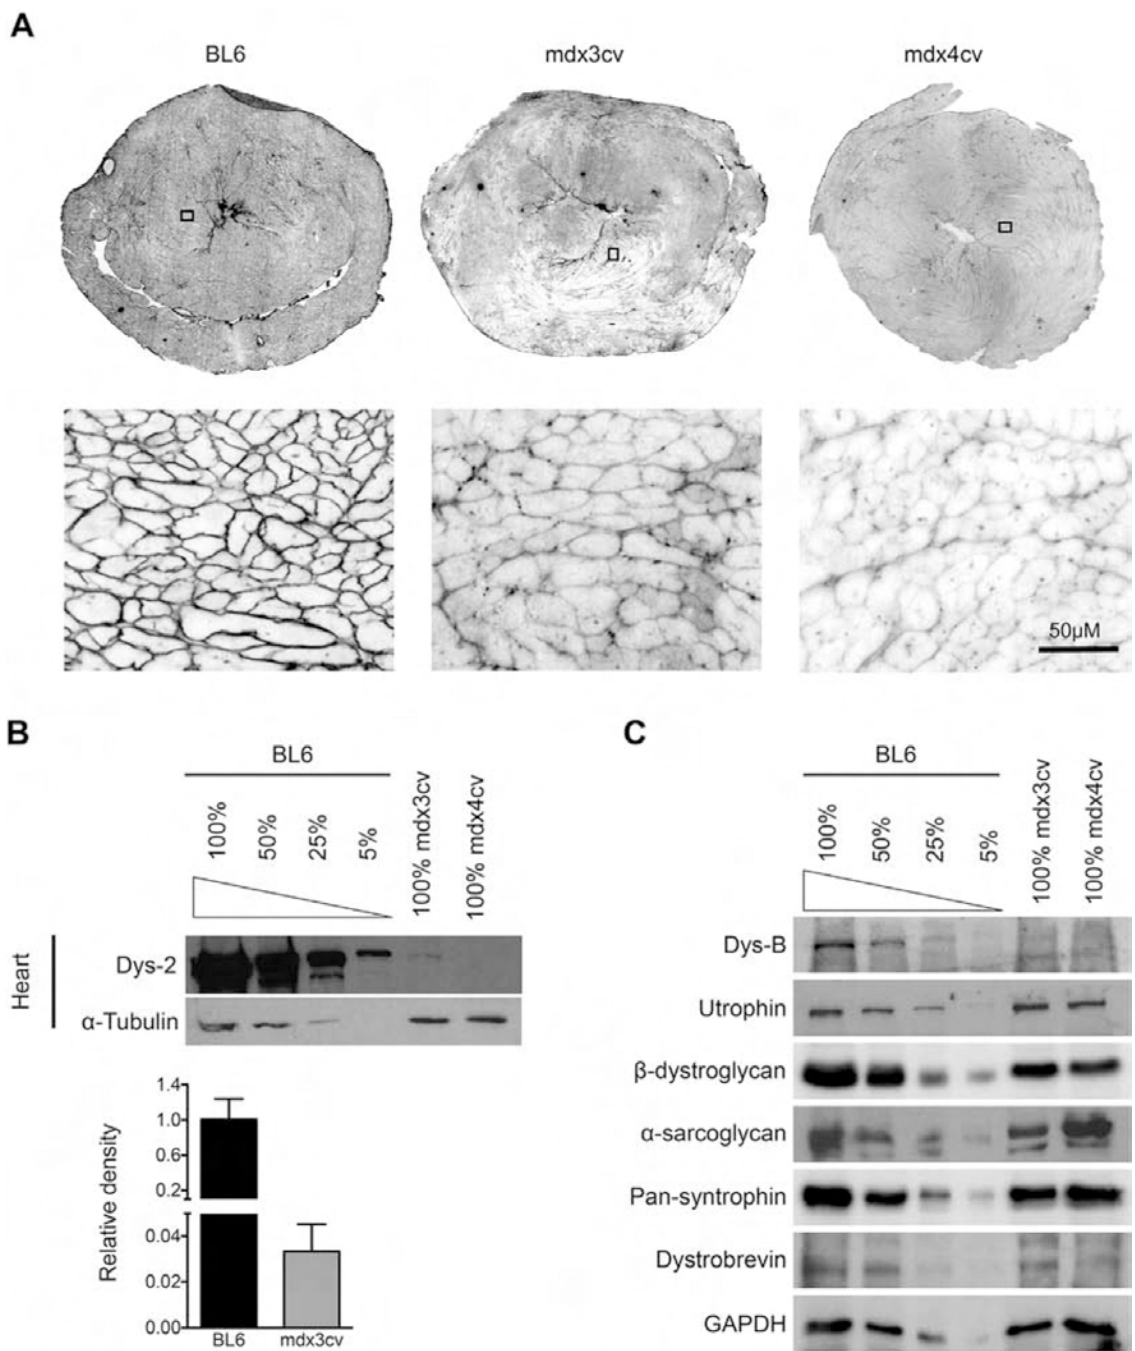 A
BL6
mdx3cv
mdx4cv
50µM
B
BL6
100%
50%
25%
5%
100% mdx3cv
100% mdx4cv
Heart
Dys-2
α-Tubulin
Relative density
1.4
1.0
0.6
0.2
0.04
0.02
0.00
BL6
mdx3cv
C
BL6
100%
50%
25%
5%
100% mdx3cv
100% mdx4cv
Dys-B
Utrophin
β-dystroglycan
α-sarcoglycan
Pan-syntrophin
Dystrobrevin
GAPDH